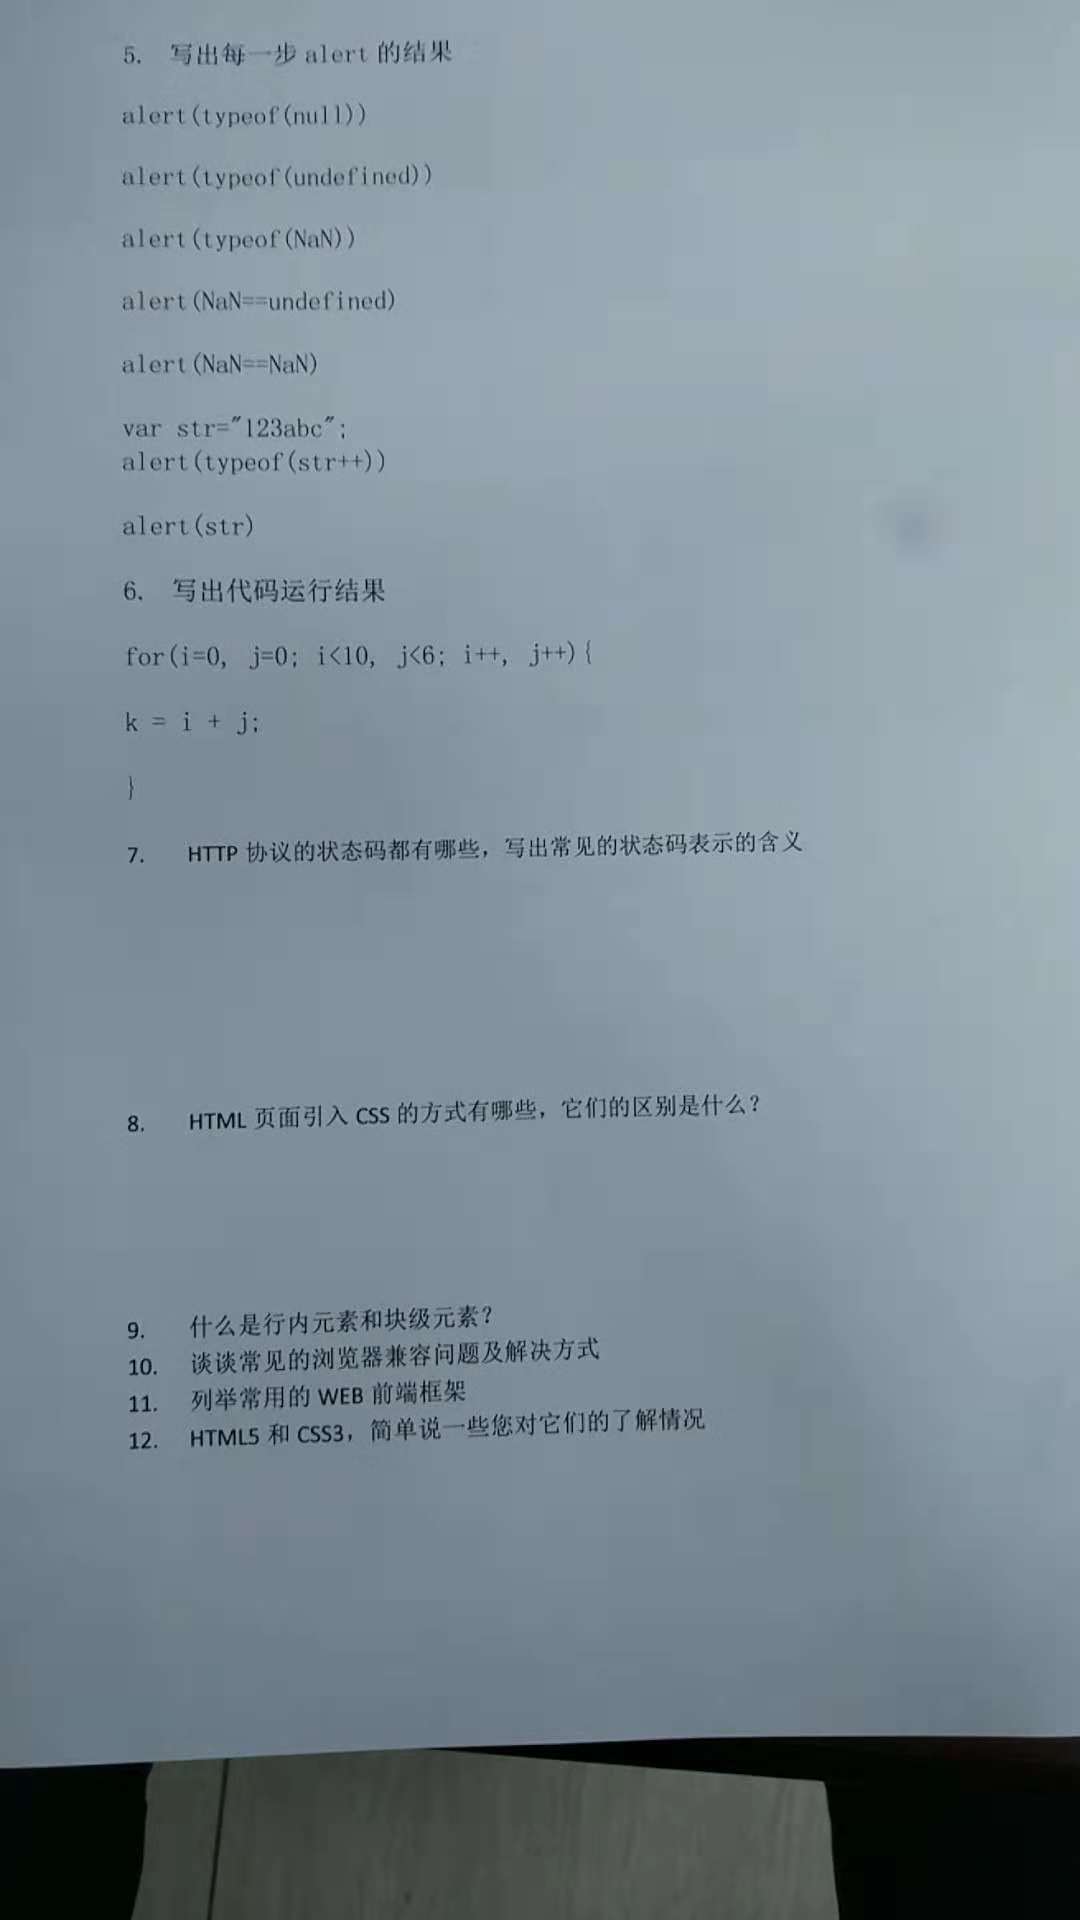 5. 写出每一步 alert 的结果
alert(typeof(null))
alert(typeof(undefined))
alert(typeof(NaN))
alert(NaN==undefined)
alert(NaN==NaN)
var str="123abc";
alert(typeof(str++))
alert(str)
6. 写出代码运行结果
for(i=0, j=0; i<10, j<6; i++, j++){
k = i + j;
}
7. HTTP 协议的状态码都有哪些，写出常见的状态码表示的含义
8. HTML 页面引入 CSS 的方式有哪些，它们的区别是什么？
9. 什么是行内元素和块级元素？
10. 谈谈常见的浏览器兼容问题及解决方式
11. 列举常用的 WEB 前端框架
12. HTML5 和 CSS3，简单说一些您对它们的了解情况